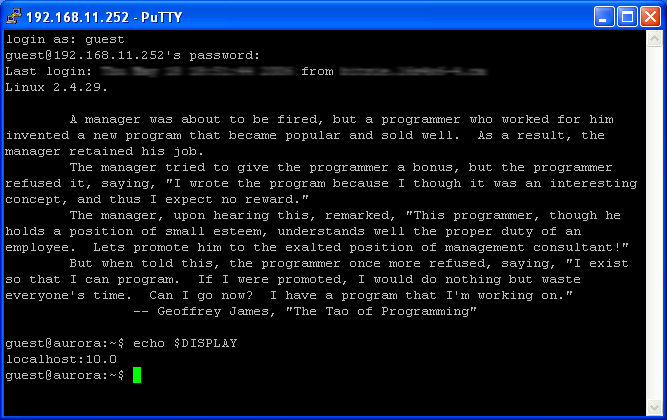 192.168.11.252 - PuTTY
login as: guest
guest@192.168.11.252's password:
Last login: from
Linux 2.4.29.
A manager was about to be fired, but a programmer who worked for him
invented a new program that became popular and sold well.  As a result, the
manager retained his job.
The manager tried to give the programmer a bonus, but the programmer
refused it, saying, "I wrote the program because I though it was an interesting
concept, and thus I expect no reward."
The manager, upon hearing this, remarked, "This programmer, though he
holds a position of small esteem, understands well the proper duty of an
employee.  Lets promote him to the exalted position of management consultant!"
But when told this, the programmer once more refused, saying, "I exist
so that I can program.  If I were promoted, I would do nothing but waste
everyone's time.  Can I go now?  I have a program that I'm working on."
-- Geoffrey James, "The Tao of Programming"
guest@aurora:~$ echo $DISPLAY
localhost:10.0
guest@aurora:~$